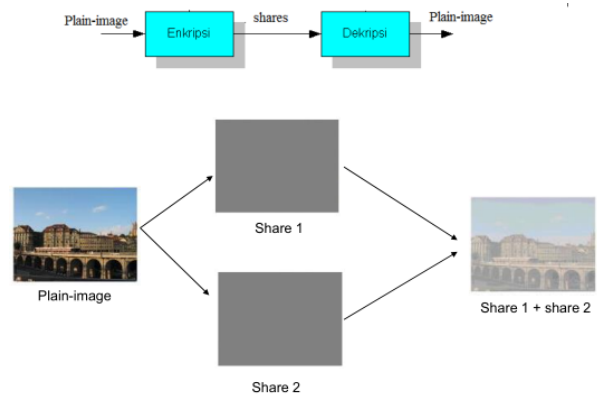 Plain-image
Enkripsi
shares
Dekripsi
Plain-image
Share 1
Plain-image
Share 1 + share 2
Share 2